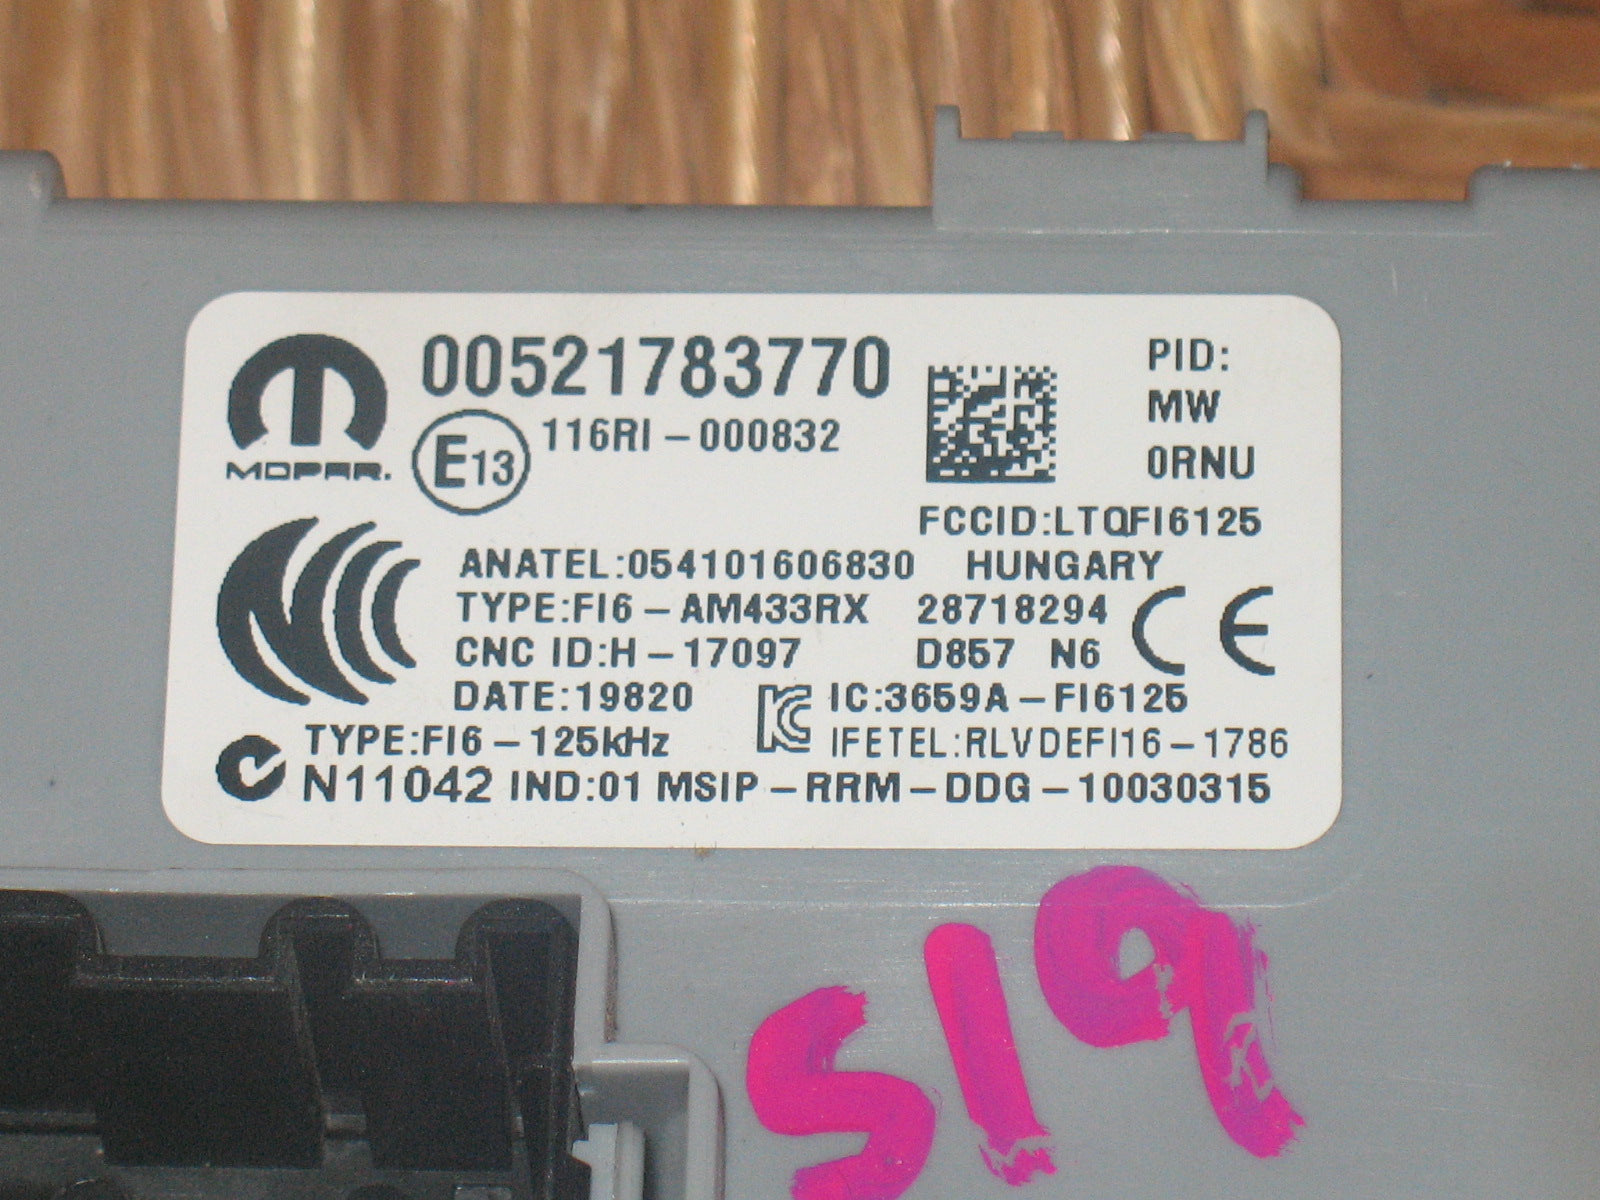 00521783770
MOPAR.
E13
116RI-000832
PID:
MW
0RNU
FCCID:LTQFI6125
ANATEL:054101606830 HUNGARY
TYPE:FI6-AM433RX 28718294
CNC ID:H-17097 D857 N6 CE
DATE:19820 IC:3659A-FI6125
TYPE:FI6-125kHz IFETEL:RLVDEFI16-1786
N11042 IND:01 MSIP-RRM-DDG-10030315
S19